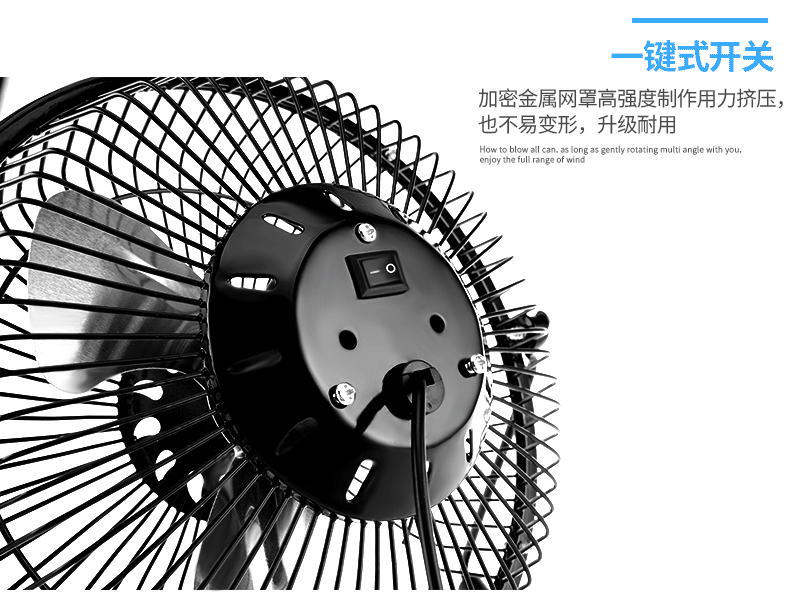 一键式开关
加密金属网罩高强度制作用力挤压，
也不易变形，升级耐用
How to blow all can, as long as gently rotating multi angle with you,
enjoy the full range of wind